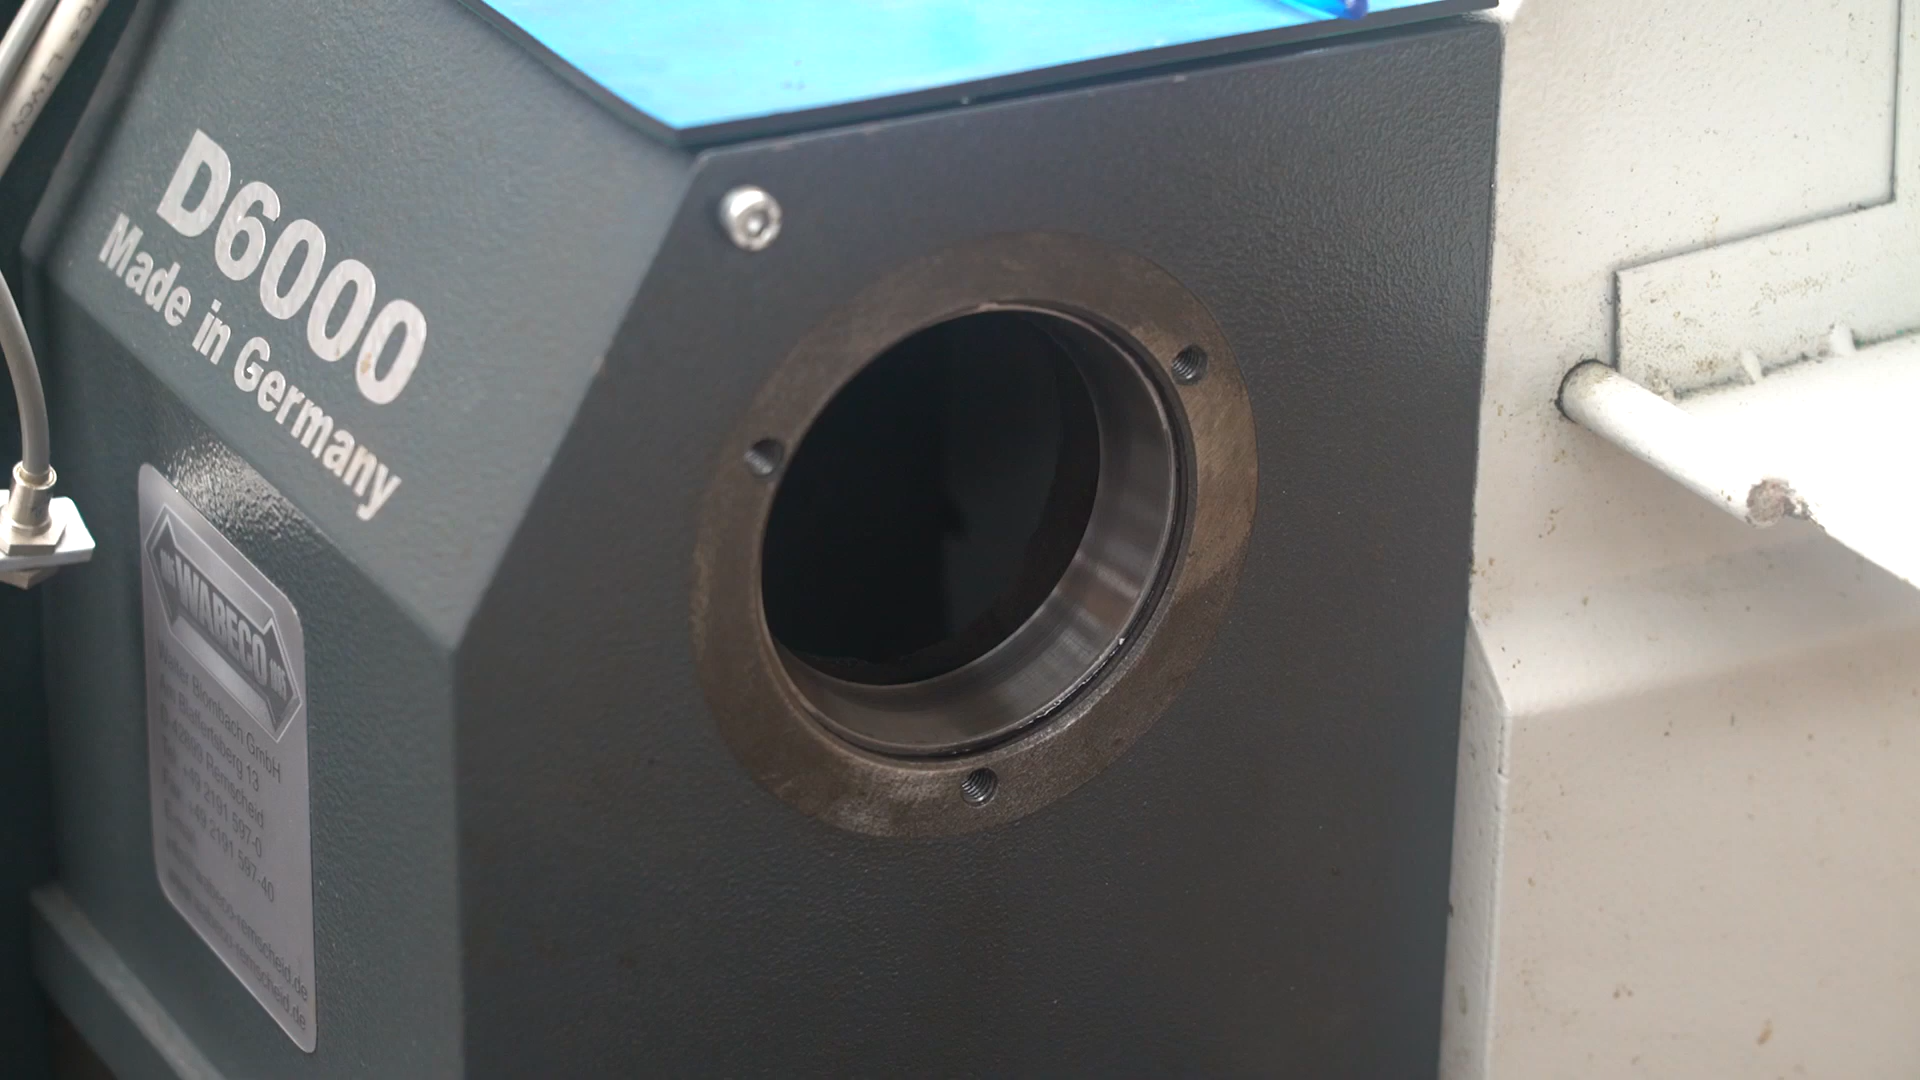 D6000
Made in Germany
WABECO
Walter Blombach GmbH
Am Blaffertsberg 13
D-42899 Remscheid
Tel. +49 2191 597-0
Fax. +49 2191 597-40